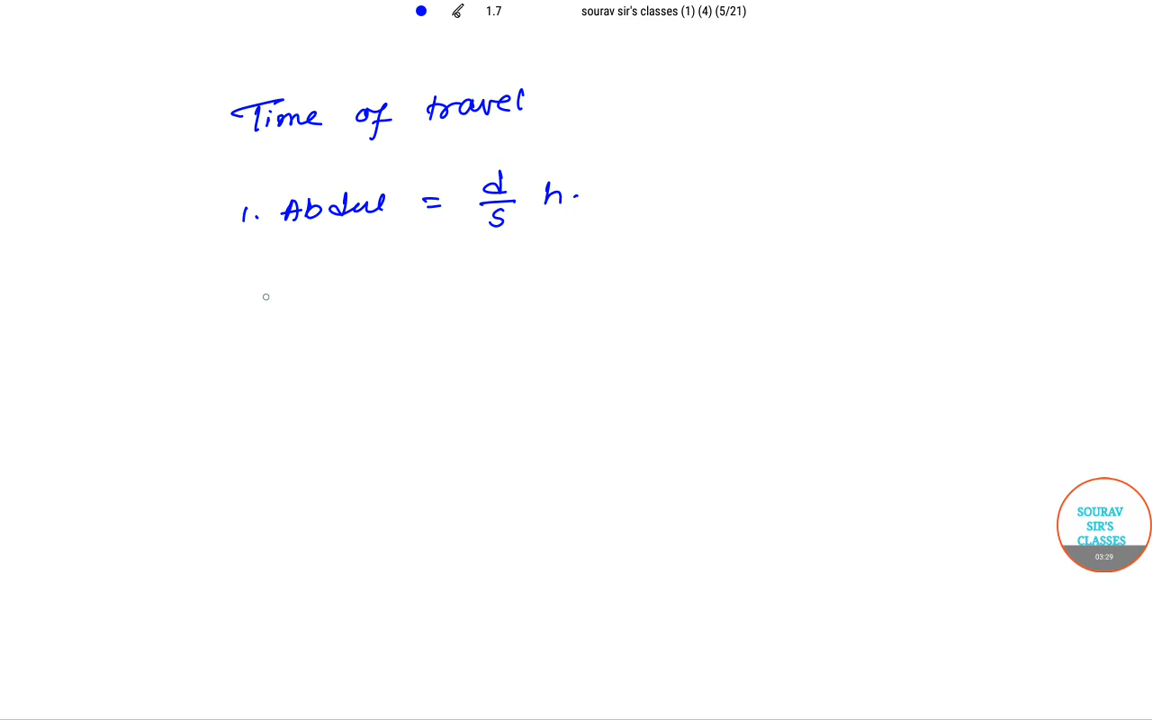 1.7 sourav sir's classes (1) (4) (5/21)
Time of travel
1. Abdul = d/s h.
SOURAV
SIR'S
CLASSES
03:29